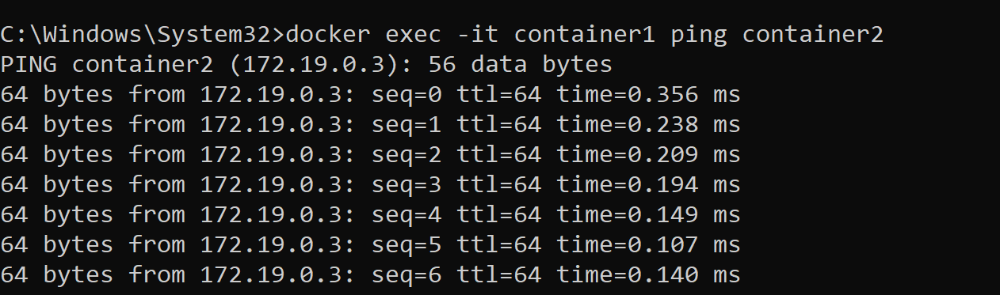 C:\Windows\System32>docker exec -it container1 ping container2
PING container2 (172.19.0.3): 56 data bytes
64 bytes from 172.19.0.3: seq=0 ttl=64 time=0.356 ms
64 bytes from 172.19.0.3: seq=1 ttl=64 time=0.238 ms
64 bytes from 172.19.0.3: seq=2 ttl=64 time=0.209 ms
64 bytes from 172.19.0.3: seq=3 ttl=64 time=0.194 ms
64 bytes from 172.19.0.3: seq=4 ttl=64 time=0.149 ms
64 bytes from 172.19.0.3: seq=5 ttl=64 time=0.107 ms
64 bytes from 172.19.0.3: seq=6 ttl=64 time=0.140 ms